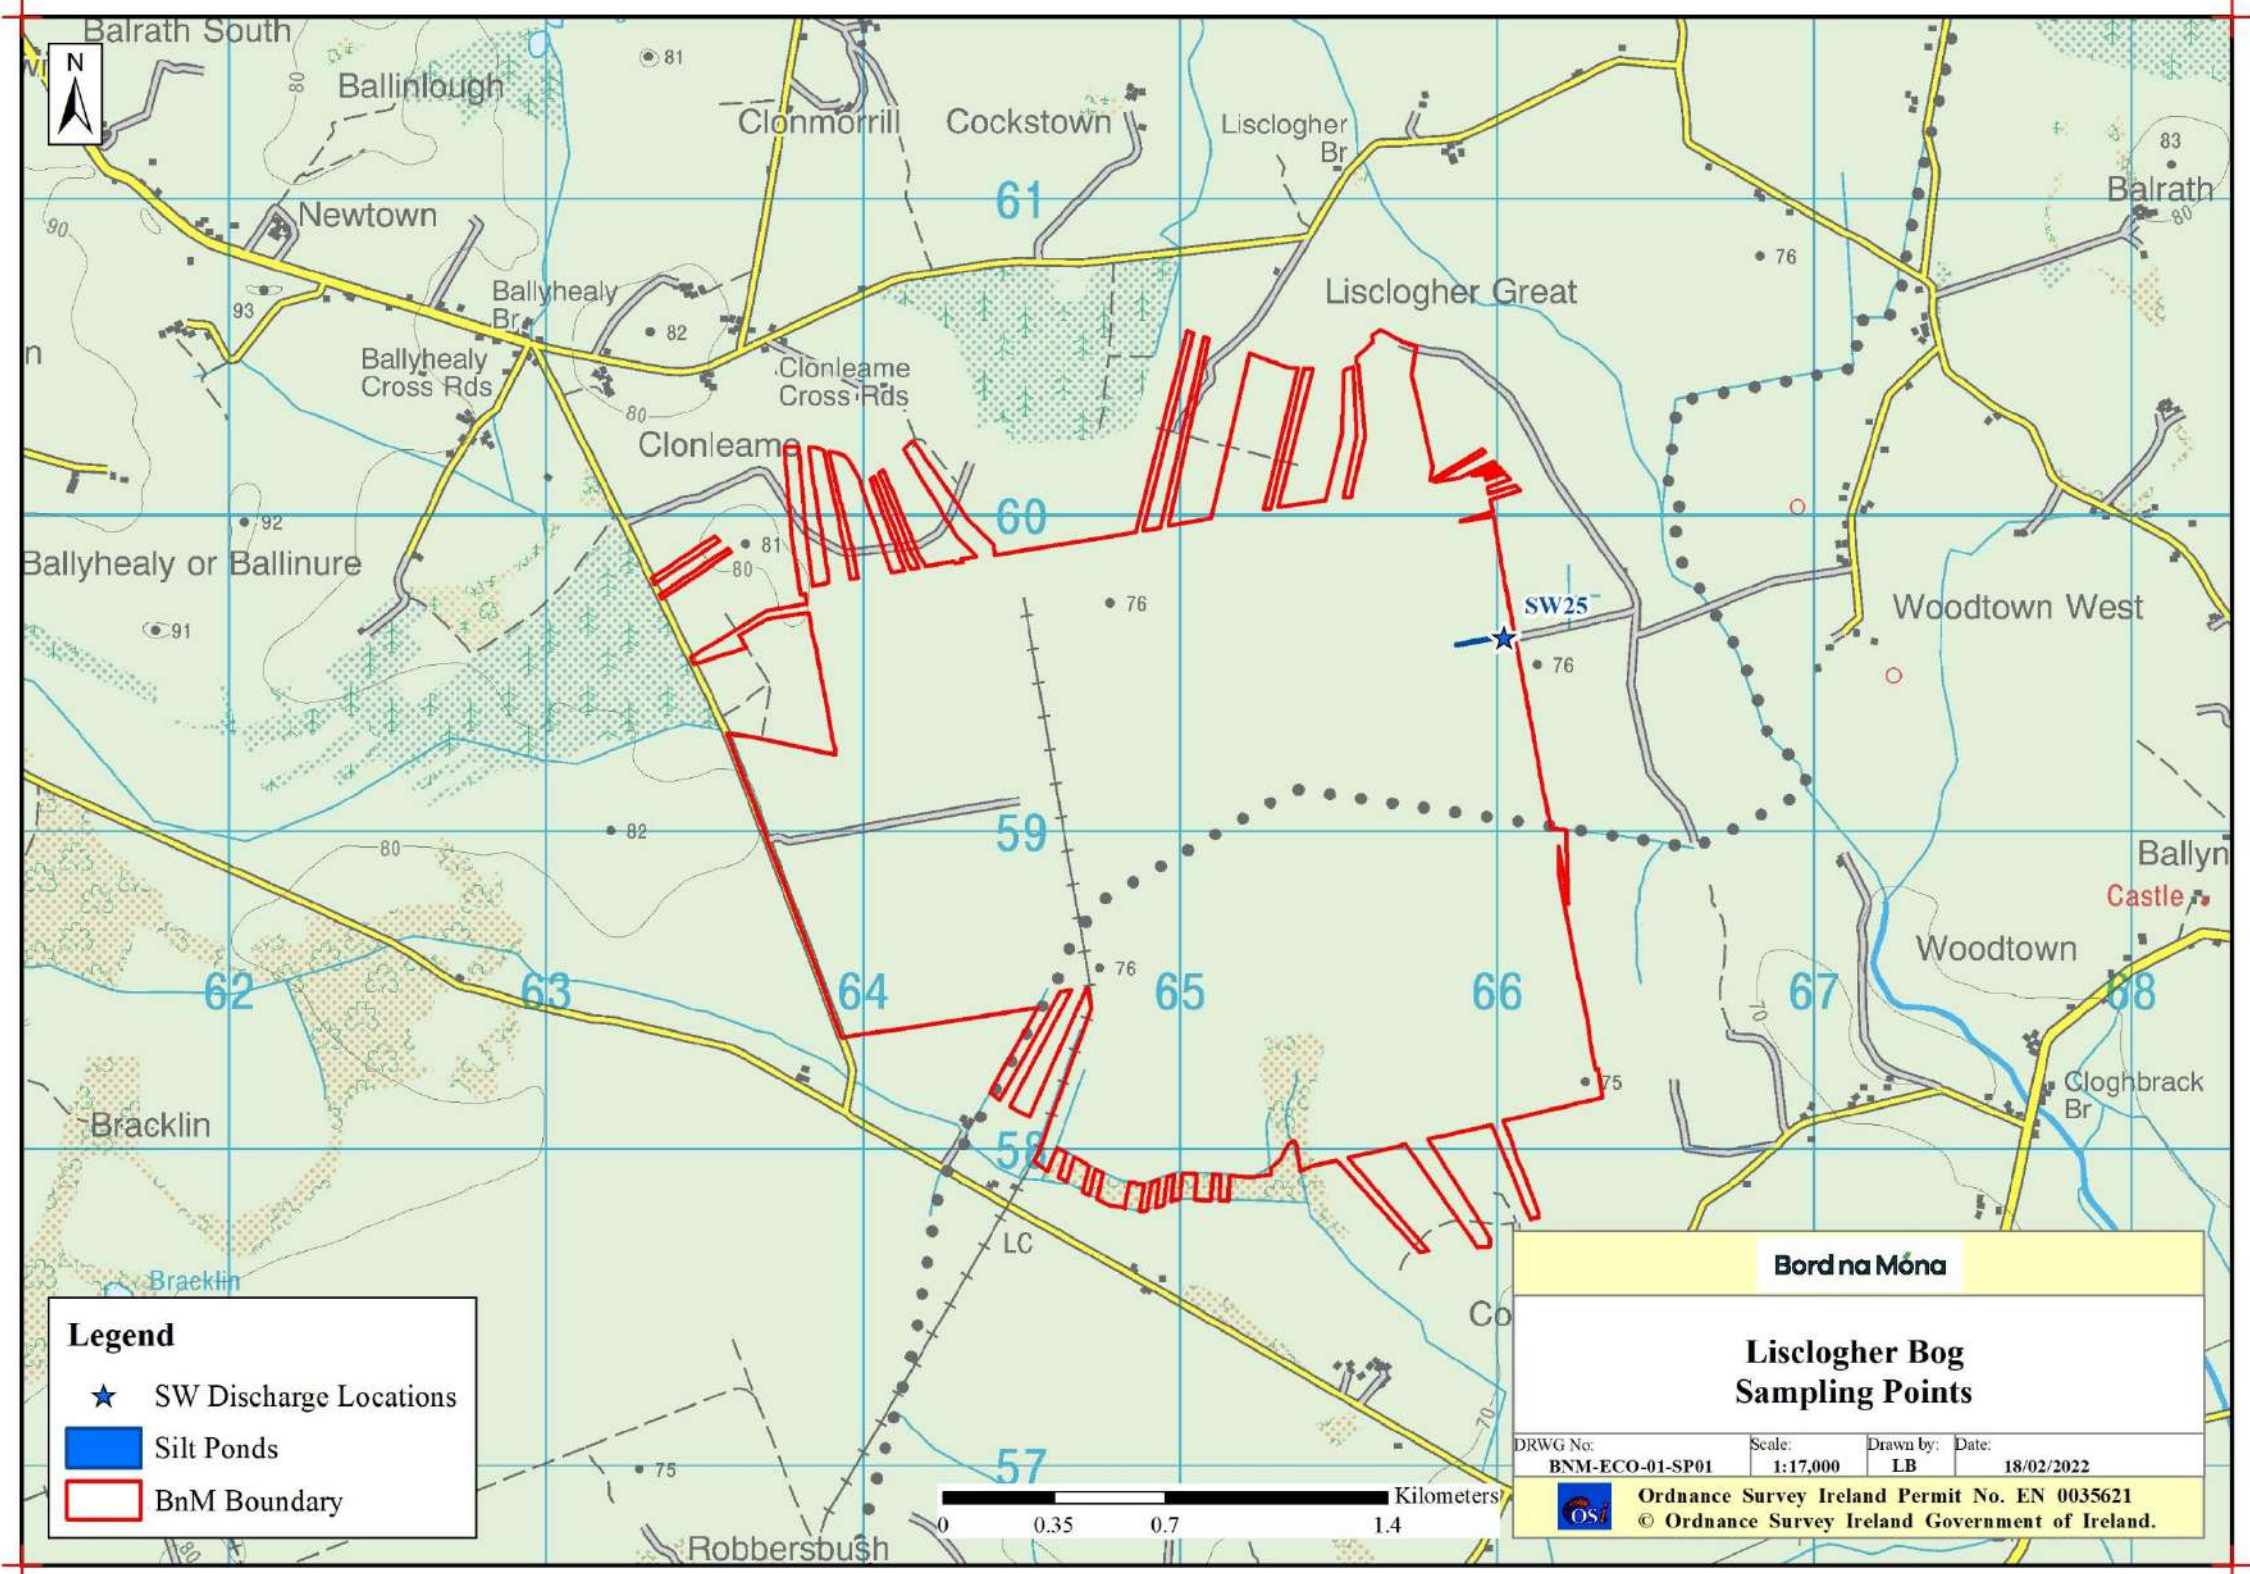 Balrath South
N
Ballinlough
80
81
Clonmorrill
Cockstown
Lisclogher
Br
83
Balrath
80
61
Newtown
90
76
Ballyhealy
Br
93
82
Lisclogher Great
n
Ballyhealy
Cross Rds
Clonleame
Cross Rds
80
Clonleame
92
60
81
80
Ballyhealy or Ballinure
91
76
SW25
Woodtown West
76
82
80
59
Ballyn
Castle
Woodtown
76
62
63
64
65
66
67
68
70
75
Cloghbrack
Br
Bracklin
58
LC
Bracklin
Co
70
75
57
Robbersbush
80
Legend
SW Discharge Locations
Silt Ponds
BnM Boundary
Kilometers
0 0.35 0.7 1.4
Bord na Móna
Lisclogher Bog
Sampling Points
DRWG No: Scale: Drawn by: Date:
BNM-ECO-01-SP01 1:17,000 LB 18/02/2022
OSi
Ordnance Survey Ireland Permit No. EN 0035621
© Ordnance Survey Ireland Government of Ireland.